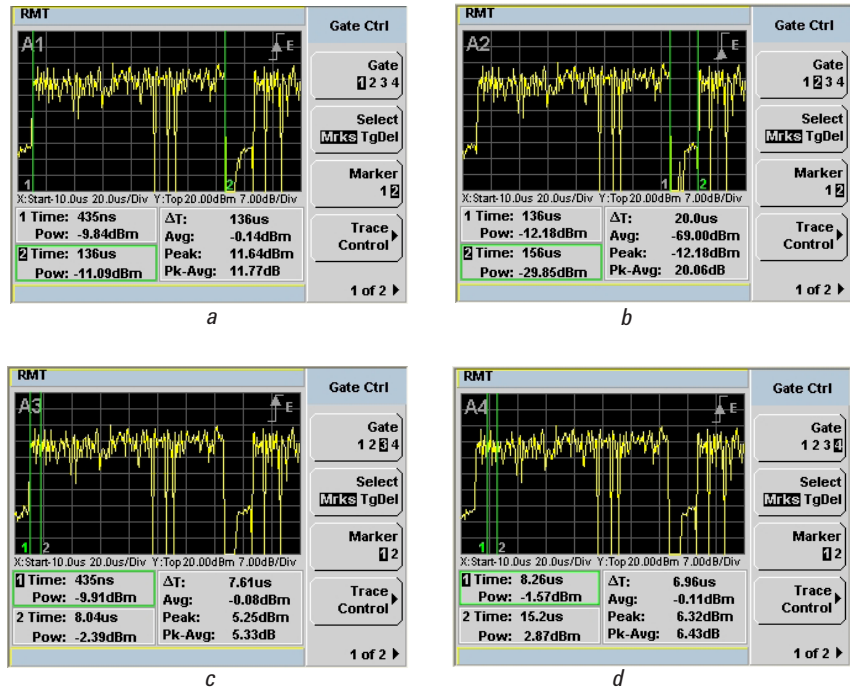 RMT
Gate Ctrl
A1
E
Gate
1 2 3 4
Select
Mrks TgDel
Marker
1 2
1
2
X:Start-10.0us 20.0us/Div Y:Top 20.00dBm 7.00dB/Div
1 Time: 435ns
Pow: -9.84dBm
2 Time: 136us
Pow: -11.09dBm
ΔT: 136us
Avg: -0.14dBm
Peak: 11.64dBm
Pk-Avg: 11.77dB
Trace
Control
1 of 2
a
RMT
Gate Ctrl
A2
E
Gate
1 2 3 4
Select
Mrks TgDel
Marker
1 2
1
2
X:Start-10.0us 20.0us/Div Y:Top 20.00dBm 7.00dB/Div
1 Time: 136us
Pow: -12.18dBm
2 Time: 156us
Pow: -29.85dBm
ΔT: 20.0us
Avg: -69.00dBm
Peak: -12.18dBm
Pk-Avg: 20.06dB
Trace
Control
1 of 2
b
RMT
Gate Ctrl
A3
E
Gate
1 2 3 4
Select
Mrks TgDel
Marker
1 2
1
2
X:Start-10.0us 20.0us/Div Y:Top 20.00dBm 7.00dB/Div
1 Time: 435ns
Pow: -9.91dBm
2 Time: 8.04us
Pow: -2.39dBm
ΔT: 7.61us
Avg: -0.08dBm
Peak: 5.25dBm
Pk-Avg: 5.33dB
Trace
Control
1 of 2
c
RMT
Gate Ctrl
A4
E
Gate
1 2 3 4
Select
Mrks TgDel
Marker
1 2
1
2
X:Start-10.0us 20.0us/Div Y:Top 20.00dBm 7.00dB/Div
1 Time: 8.26us
Pow: -1.57dBm
2 Time: 15.2us
Pow: 2.87dBm
ΔT: 6.96us
Avg: -0.11dBm
Peak: 6.32dBm
Pk-Avg: 6.43dB
Trace
Control
1 of 2
d